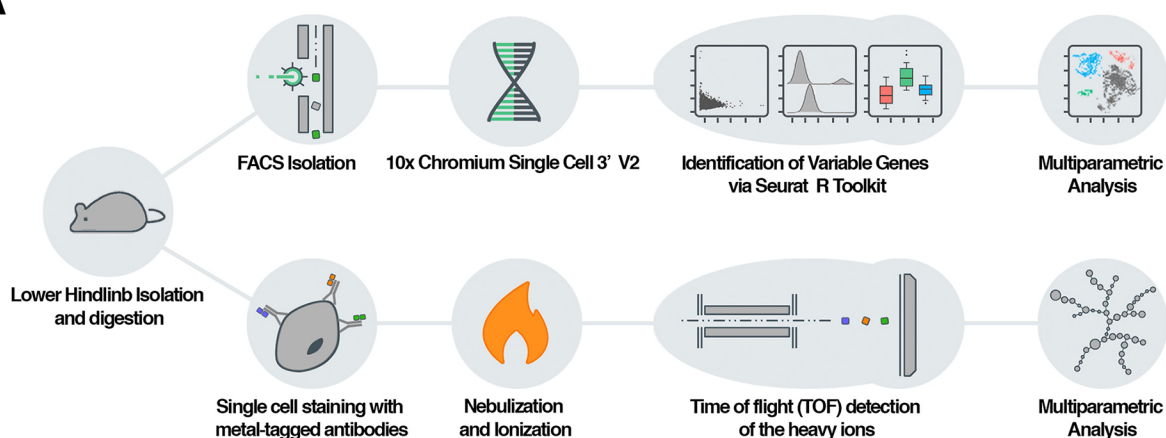 A
FACS Isolation
10x Chromium Single Cell 3' V2
Identification of Variable Genes
via Seurat R Toolkit
Multiparametric
Analysis
Lower Hindlinb Isolation
and digestion
Single cell staining with
metal-tagged antibodies
Nebulization
and Ionization
Time of flight (TOF) detection
of the heavy ions
Multiparametric
Analysis